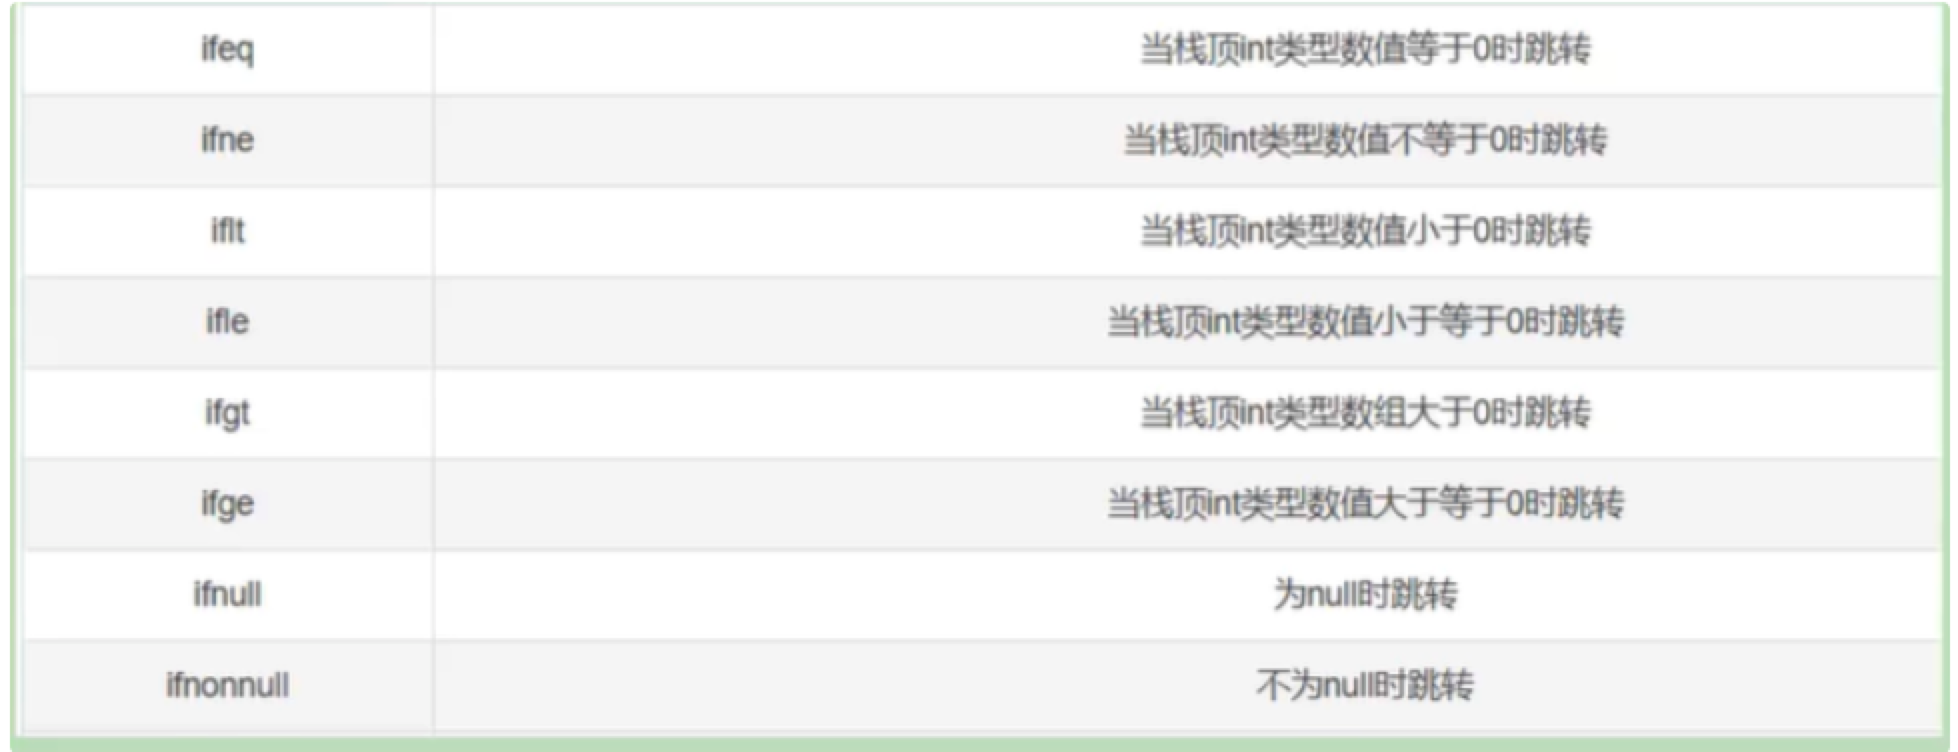 ifeq 当栈顶int类型数值等于0时跳转
ifne 当栈顶int类型数值不等于0时跳转
iflt 当栈顶int类型数值小于0时跳转
ifle 当栈顶int类型数值小于等于0时跳转
ifgt 当栈顶int类型数组大于0时跳转
ifge 当栈顶int类型数值大于等于0时跳转
ifnull 为null时跳转
ifnonnull 不为null时跳转